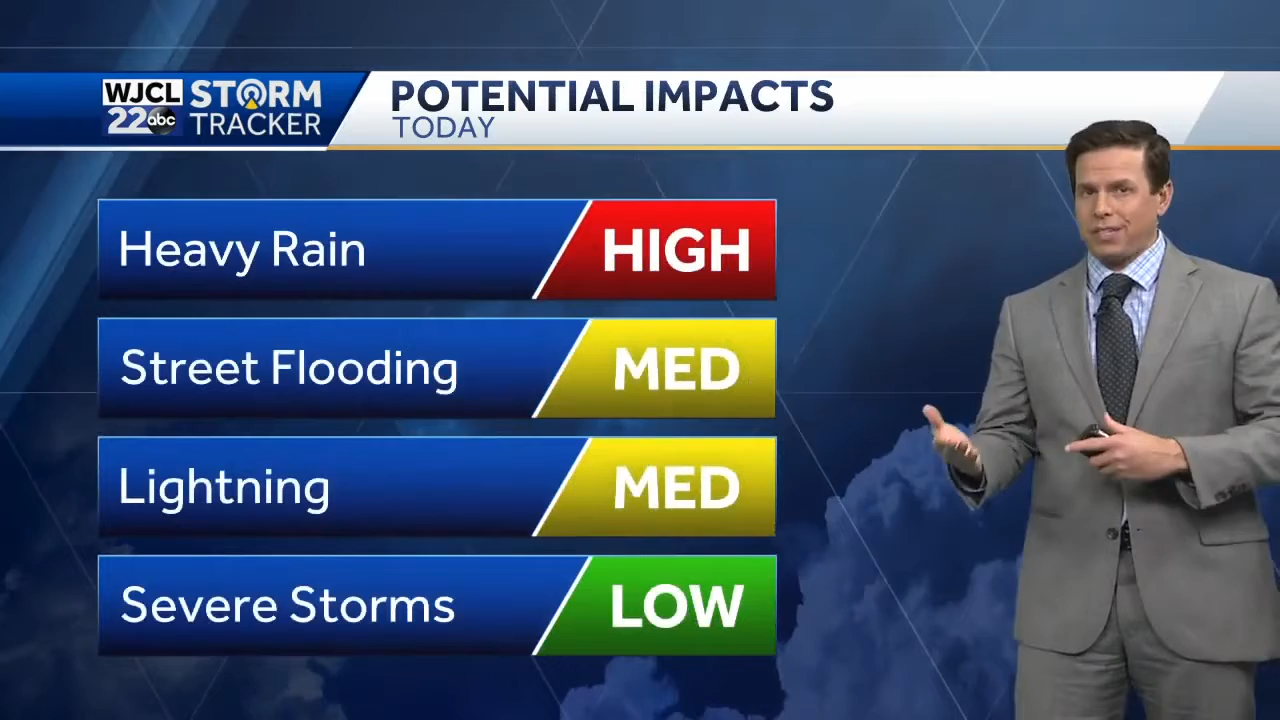 WJCL
22 abc
STORM
TRACKER
POTENTIAL IMPACTS
TODAY
Heavy Rain HIGH
Street Flooding MED
Lightning MED
Severe Storms LOW